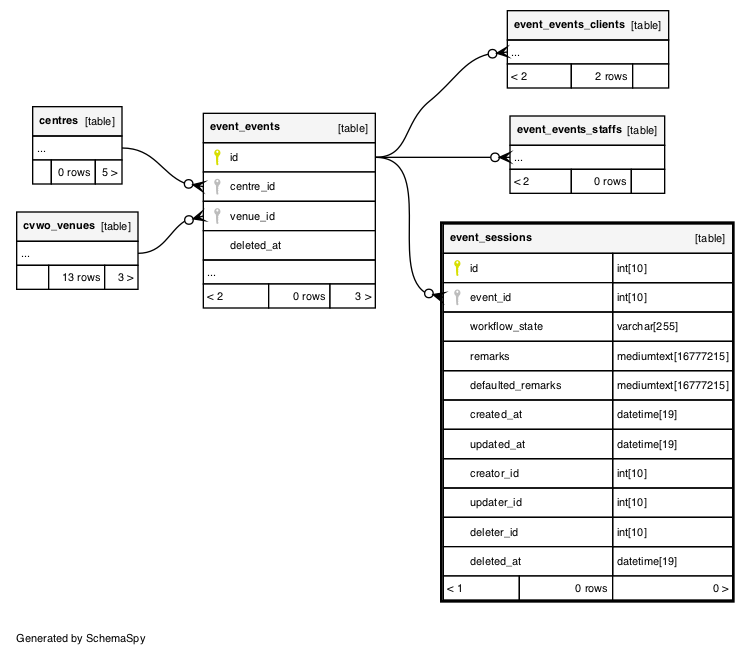 event_events_clients [table]
...
< 2 2 rows
centres [table]
...
0 rows 5 >
event_events [table]
id
centre_id
venue_id
deleted_at
...
< 2 0 rows 3 >
event_events_staffs [table]
...
< 2 0 rows
cvwo_venues [table]
...
13 rows 3 >
event_sessions [table]
id int[10]
event_id int[10]
workflow_state varchar[255]
remarks mediumtext[16777215]
defaulted_remarks mediumtext[16777215]
created_at datetime[19]
updated_at datetime[19]
creator_id int[10]
updater_id int[10]
deleter_id int[10]
deleted_at datetime[19]
< 1 0 rows 0 >
Generated by SchemaSpy